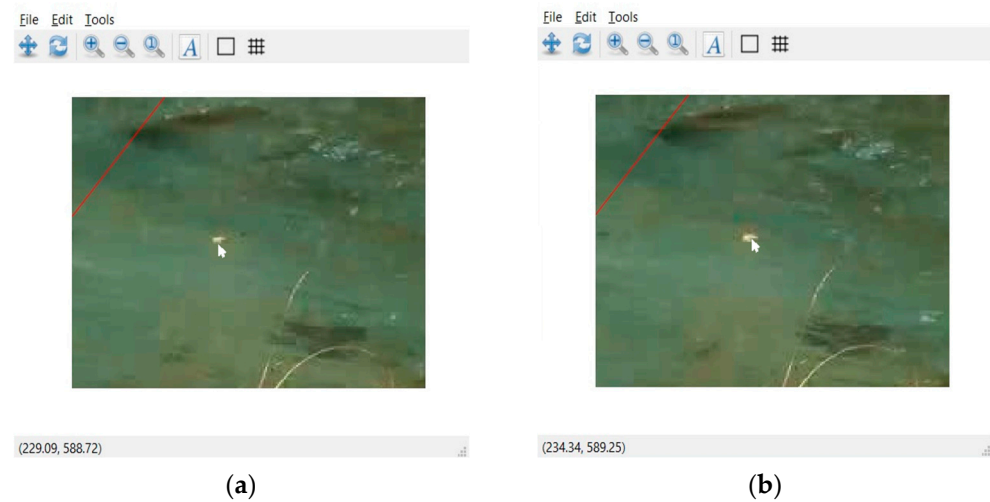 File Edit Tools
A
(229.09, 588.72)
(a)
File Edit Tools
A
(234.34, 589.25)
(b)